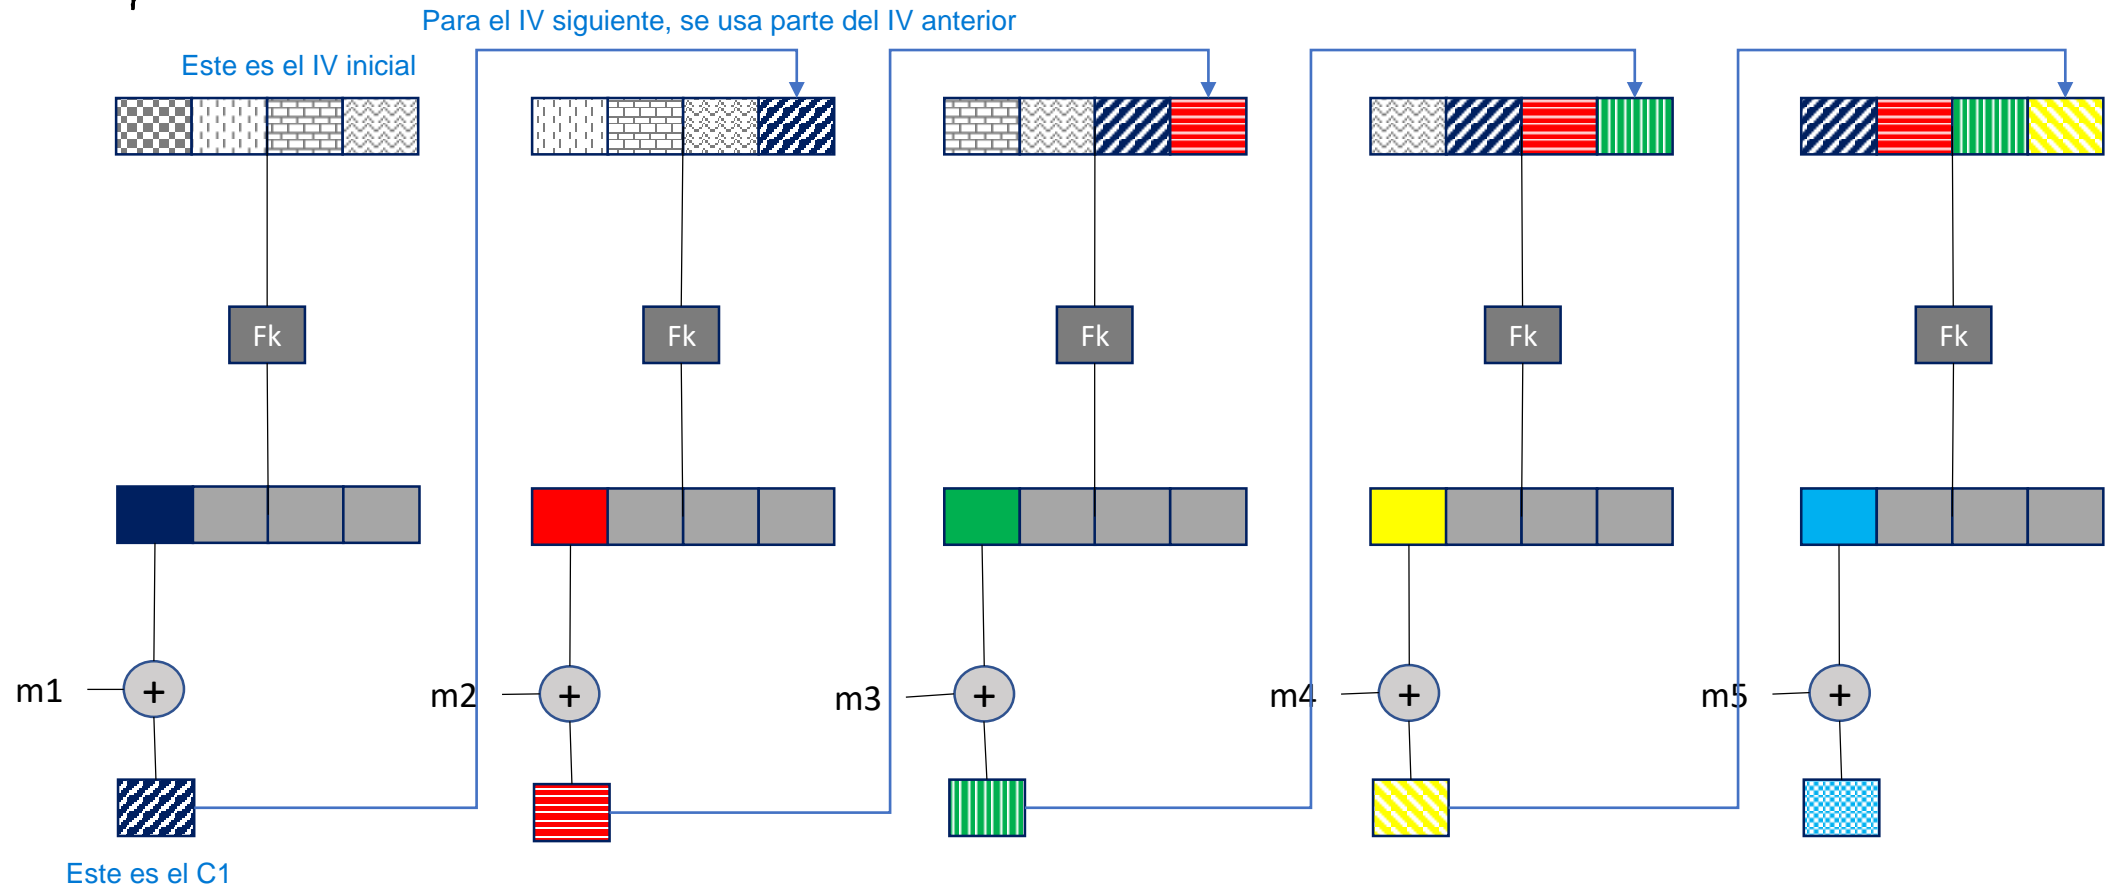 Para el IV siguiente, se usa parte del IV anterior
Este es el IV inicial
Fk
Fk
Fk
Fk
Fk
m1
+
m2
+
m3
+
m4
+
m5
+
Este es el C1